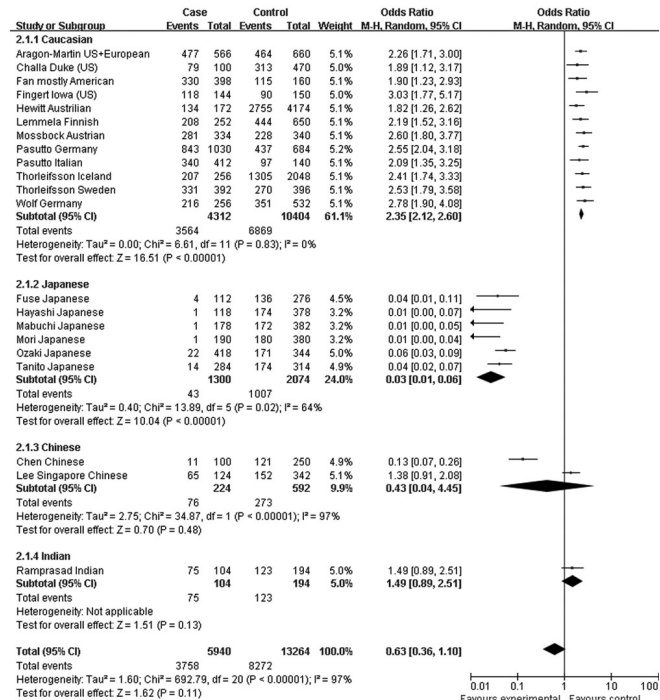 Case Control Odds Ratio Odds Ratio
Study or Subgroup Events Total Events Total Weight M-H, Random, 95% CI M-H, Random, 95% CI
2.1.1 Caucasian
Aragon-Martin US+European 477 566 464 660 5.1% 2.26 [1.71, 3.00]
Challa Duke (US) 79 100 313 470 5.1% 1.89 [1.12, 3.17]
Fan mostly American 330 398 115 160 5.1% 1.90 [1.23, 2.93]
Fingert Iowa (US) 118 144 90 150 5.1% 3.03 [1.77, 5.17]
Hewitt Austrilian 134 172 2755 4174 5.1% 1.82 [1.26, 2.62]
Lemmela Finnish 208 252 444 650 5.1% 2.19 [1.52, 3.16]
Mossbock Austrian 281 334 228 340 5.1% 2.60 [1.80, 3.77]
Pasutto Germany 843 1030 437 684 5.1% 2.55 [2.04, 3.18]
Pasutto Italian 340 412 97 140 5.1% 2.09 [1.35, 3.25]
Thorleifsson Iceland 207 256 1305 2048 5.1% 2.41 [1.74, 3.33]
Thorleifsson Sweden 331 392 270 396 5.1% 2.53 [1.79, 3.58]
Wolf Germany 216 256 351 532 5.1% 2.78 [1.90, 4.08]
Subtotal (95% CI) 4312 10404 61.1% 2.35 [2.12, 2.60]
Total events 3564 6869
Heterogeneity: Tau² = 0.00; Chi² = 6.61, df = 11 (P = 0.83); I² = 0%
Test for overall effect: Z = 16.51 (P < 0.00001)
2.1.2 Japanese
Fuse Japanese 4 112 136 276 4.5% 0.04 [0.01, 0.11]
Hayashi Japanese 1 118 174 378 3.2% 0.01 [0.00, 0.07]
Mabuchi Japanese 1 178 172 382 3.2% 0.01 [0.00, 0.05]
Mori Japanese 1 190 180 380 3.2% 0.01 [0.00, 0.04]
Ozaki Japanese 22 418 171 344 5.0% 0.06 [0.03, 0.09]
Tanito Japanese 14 284 174 314 5.0% 0.04 [0.02, 0.07]
Subtotal (95% CI) 1300 2074 24.0% 0.03 [0.01, 0.06]
Total events 43 1007
Heterogeneity: Tau² = 0.40; Chi² = 13.89, df = 5 (P = 0.02); I² = 64%
Test for overall effect: Z = 10.04 (P < 0.00001)
2.1.3 Chinese
Chen Chinese 11 100 121 250 4.9% 0.13 [0.07, 0.26]
Lee Singapore Chinese 65 124 152 342 5.1% 1.38 [0.91, 2.08]
Subtotal (95% CI) 224 592 9.9% 0.43 [0.04, 4.45]
Total events 76 273
Heterogeneity: Tau² = 2.75; Chi² = 34.87, df = 1 (P < 0.00001); I² = 97%
Test for overall effect: Z = 0.70 (P = 0.48)
2.1.4 Indian
Ramprasad Indian 75 104 123 194 5.0% 1.49 [0.89, 2.51]
Subtotal (95% CI) 104 194 5.0% 1.49 [0.89, 2.51]
Total events 75 123
Heterogeneity: Not applicable
Test for overall effect: Z = 1.51 (P = 0.13)
Total (95% CI) 5940 13264 100.0% 0.63 [0.36, 1.10]
Total events 3758 8272
Heterogeneity: Tau² = 1.60; Chi² = 692.79, df = 20 (P < 0.00001); I² = 97%
Test for overall effect: Z = 1.62 (P = 0.11)
0.01 0.1 1 10 100
Favours experimental Favours control